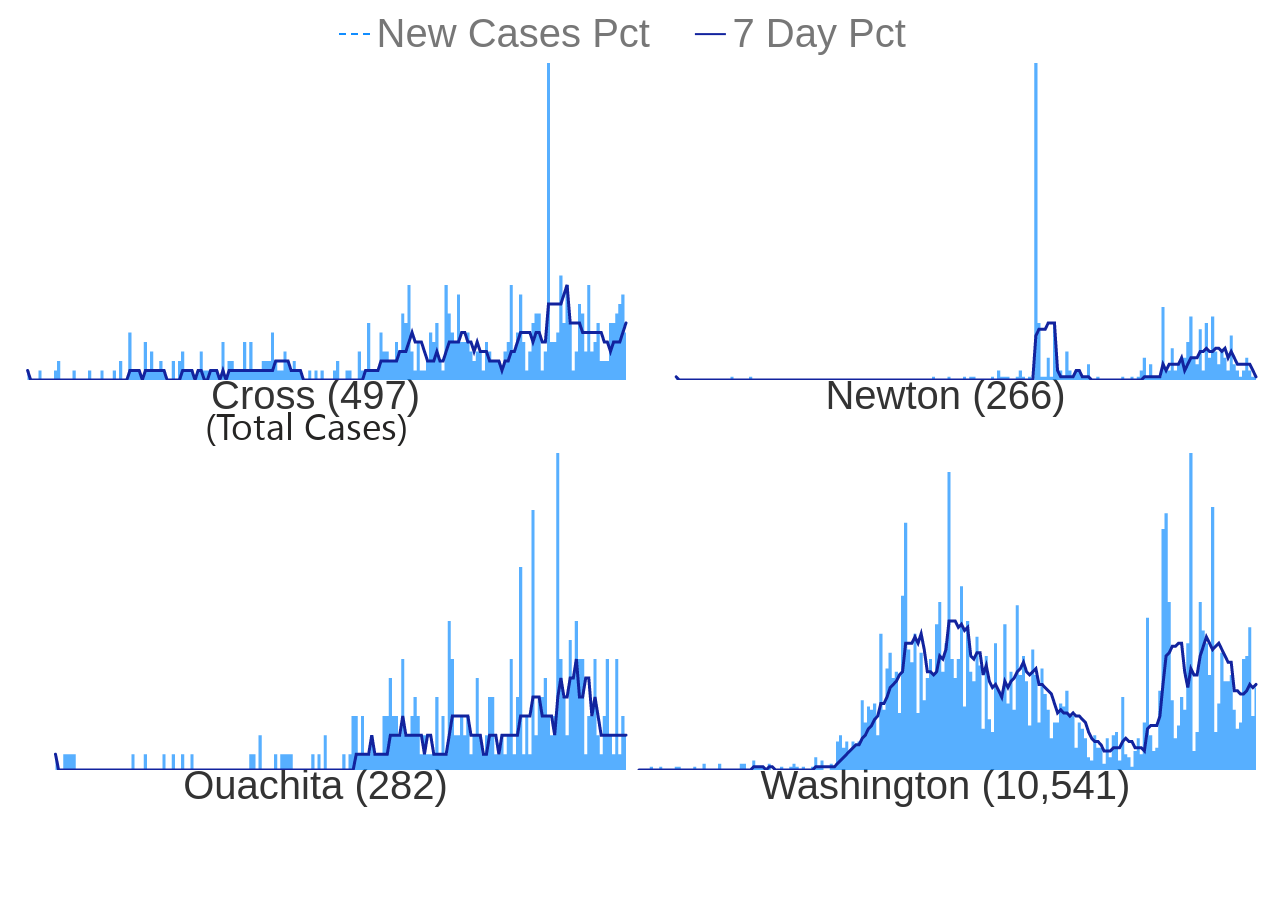 New Cases Pct 7 Day Pct
Cross (497)
(Total Cases)
Newton (266)
Ouachita (282)
Washington (10,541)